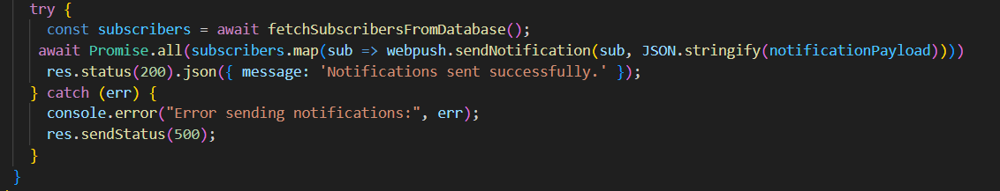 try {
const subscribers = await fetchSubscribersFromDatabase();
await Promise.all(subscribers.map(sub => webpush.sendNotification(sub, JSON.stringify(notificationPayload))))
res.status(200).json({ message: 'Notifications sent successfully.' });
} catch (err) {
console.error("Error sending notifications:", err);
res.sendStatus(500);
}
}